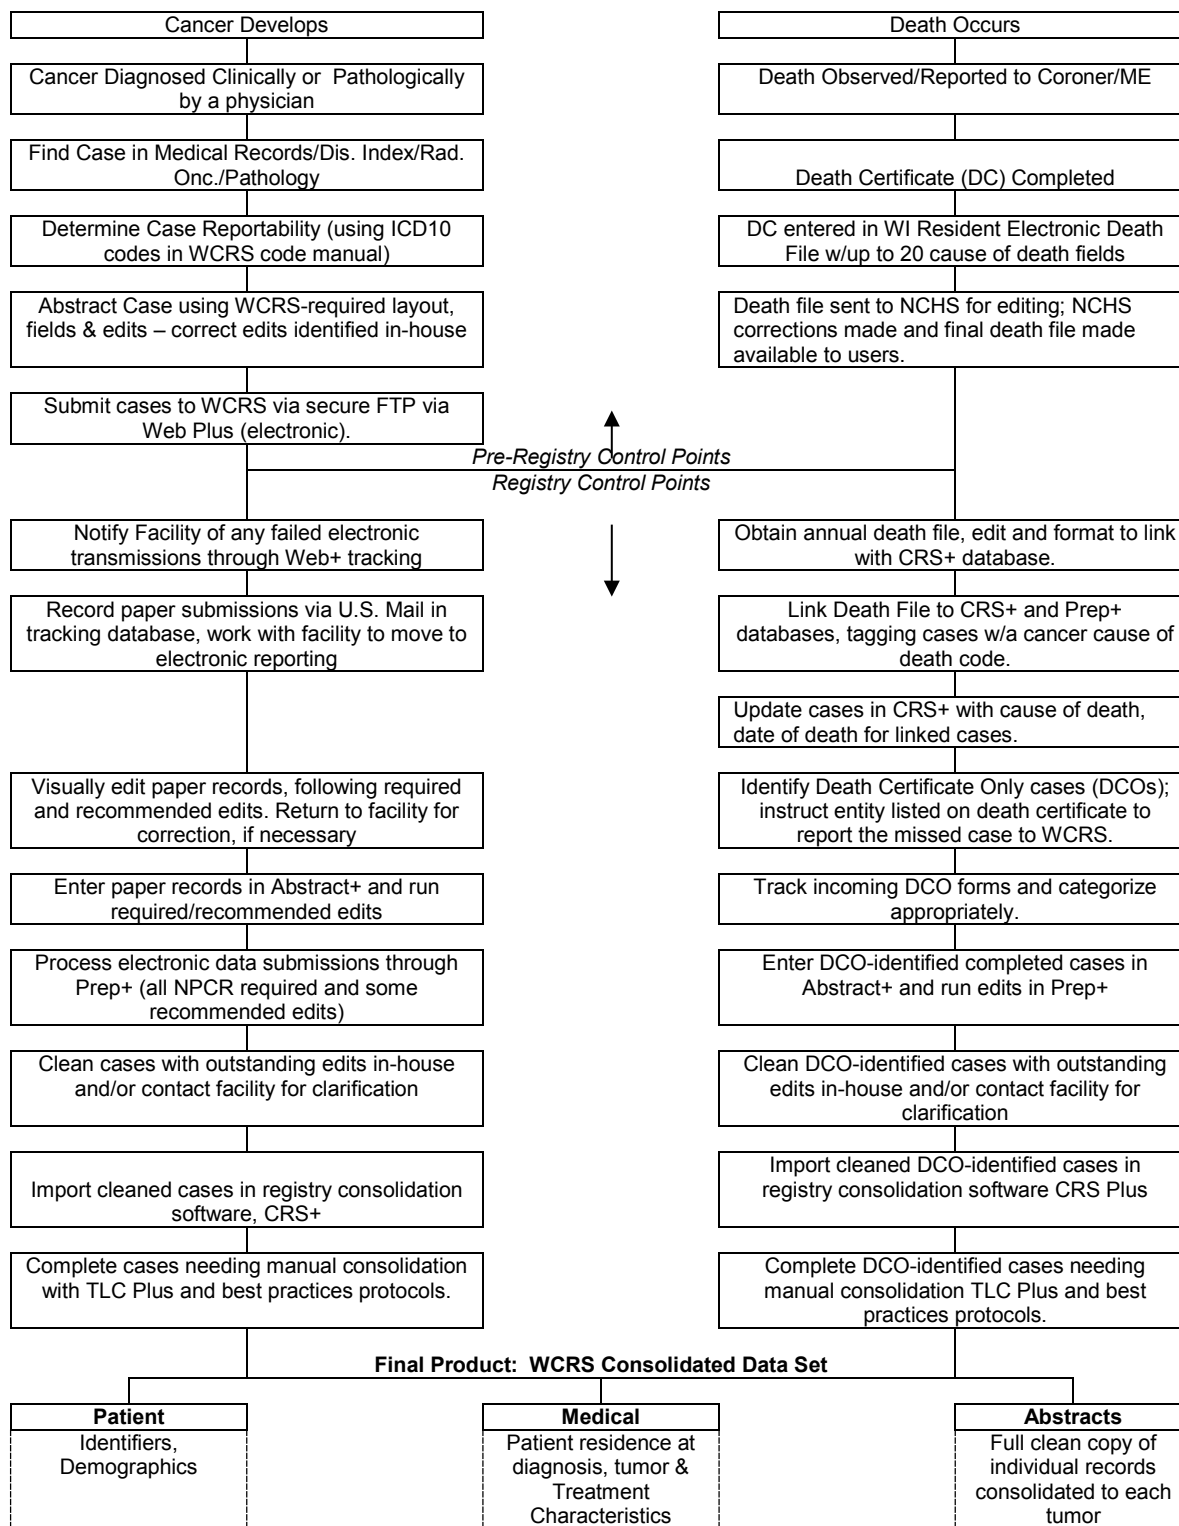 Cancer Develops
Cancer Diagnosed Clinically or Pathologically
by a physician
Find Case in Medical Records/Dis. Index/Rad.
Onc./Pathology
Determine Case Reportability (using ICD10
codes in WCRS code manual)
Abstract Case using WCRS-required layout,
fields & edits – correct edits identified in-house
Submit cases to WCRS via secure FTP via
Web Plus (electronic).
Death Occurs
Death Observed/Reported to Coroner/ME
Death Certificate (DC) Completed
DC entered in WI Resident Electronic Death
File w/up to 20 cause of death fields
Death file sent to NCHS for editing; NCHS
corrections made and final death file made
available to users.
Pre-Registry Control Points
Registry Control Points
Notify Facility of any failed electronic
transmissions through Web+ tracking
Record paper submissions via U.S. Mail in
tracking database, work with facility to move to
electronic reporting
Visually edit paper records, following required
and recommended edits. Return to facility for
correction, if necessary
Enter paper records in Abstract+ and run
required/recommended edits
Process electronic data submissions through
Prep+ (all NPCR required and some
recommended edits)
Clean cases with outstanding edits in-house
and/or contact facility for clarification
Import cleaned cases in registry consolidation
software, CRS+
Complete cases needing manual consolidation
with TLC Plus and best practices protocols.
Obtain annual death file, edit and format to link
with CRS+ database.
Link Death File to CRS+ and Prep+
databases, tagging cases w/a cancer cause of
death code.
Update cases in CRS+ with cause of death,
date of death for linked cases.
Identify Death Certificate Only cases (DCOs);
instruct entity listed on death certificate to
report the missed case to WCRS.
Track incoming DCO forms and categorize
appropriately.
Enter DCO-identified completed cases in
Abstract+ and run edits in Prep+
Clean DCO-identified cases with outstanding
edits in-house and/or contact facility for
clarification
Import cleaned DCO-identified cases in
registry consolidation software CRS Plus
Complete DCO-identified cases needing
manual consolidation TLC Plus and best
practices protocols.
Final Product: WCRS Consolidated Data Set
Patient
Identifiers,
Demographics
Medical
Patient residence at
diagnosis, tumor &
Treatment
Characteristics
Abstracts
Full clean copy of
individual records
consolidated to each
tumor